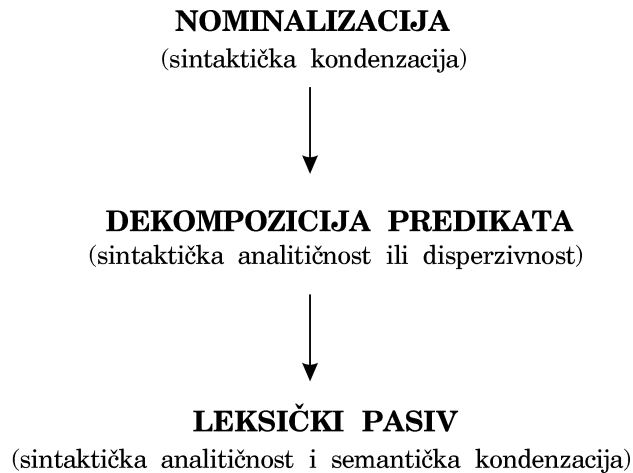 NOMINALIZACIJA
(sintaktička kondenzacija)
DEKOMPOZICIJA PREDIKATA
(sintaktička analitičnost ili disperzivnost)
LEKSIČKI PASIV
(sintaktička analitičnost i semantička kondenzacija)